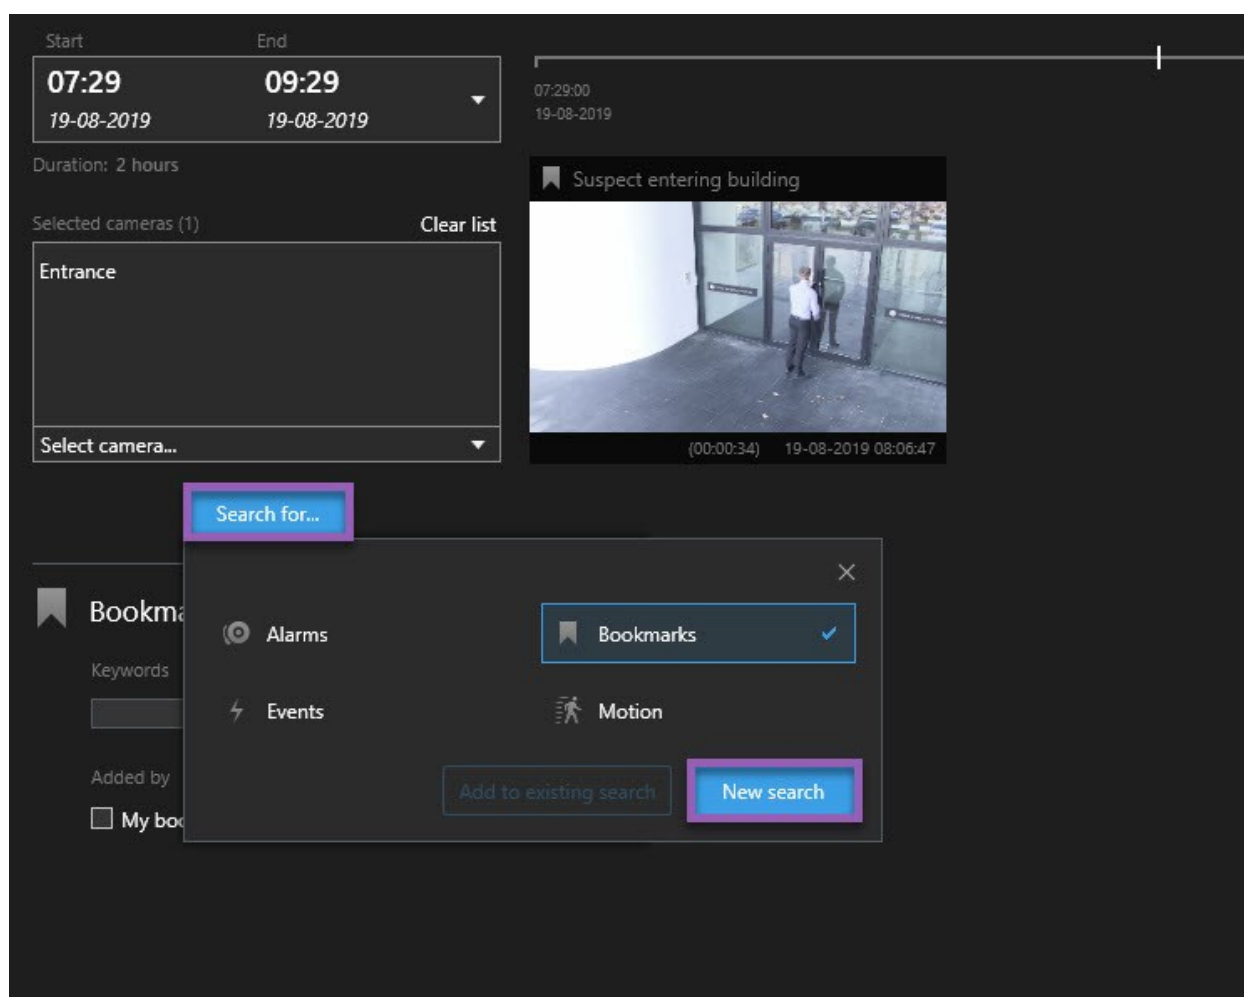 Start End
07:29 09:29
19-08-2019 19-08-2019
Duration: 2 hours
Selected cameras (1) Clear list
Entrance
Select camera...
07:29:00
19-08-2019
Suspect entering building
(00:00:34) 19-08-2019 08:06:47
Search for...
Bookma
Keywords
Added by
My boo
Alarms Bookmarks
Events Motion
Add to existing search New search